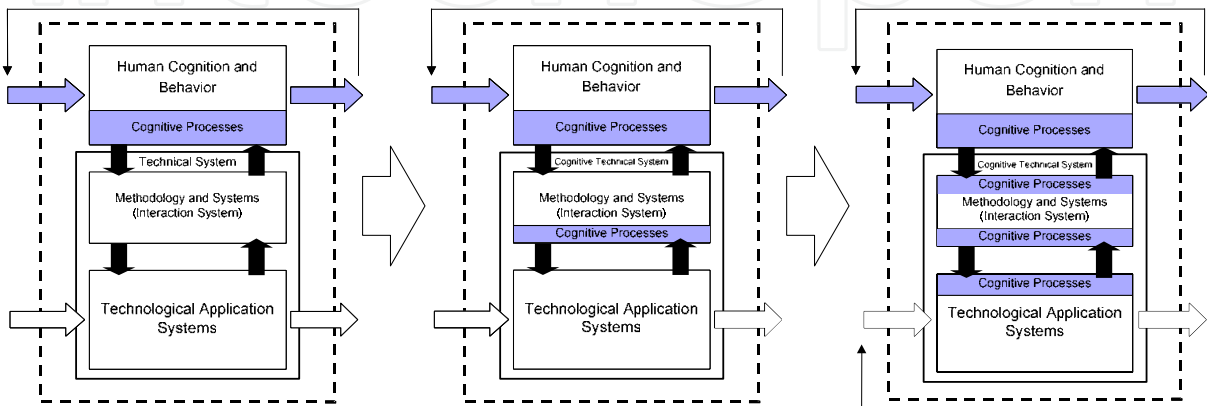 Human Cognition and
Behavior
Cognitive Processes
Technical System
Methodology and Systems
(Interaction System)
Technological Application
Systems
Human Cognition and
Behavior
Cognitive Processes
Cognitive Technical System
Methodology and Systems
(Interaction System)
Cognitive Processes
Technological Application
Systems
Human Cognition and
Behavior
Cognitive Processes
Cognitive Technical System
Cognitive Processes
Methodology and Systems
(Interaction System)
Cognitive Processes
Cognitive Processes
Technological Application
Systems